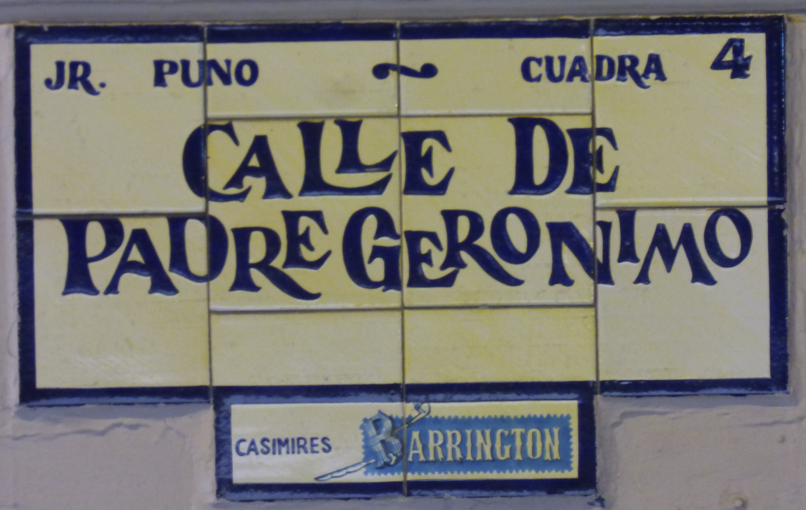 JR. PUNO ~ CUADRA 4
CALLE DE
PADRE GERONIMO
CASIMIRES BARRINGTON